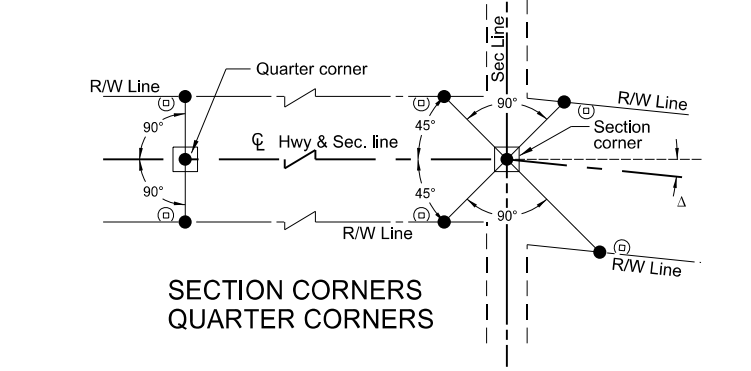 Sec Line
Quarter corner
R/W Line
90°
R/W Line
90°
45°
Section
corner
℄ Hwy & Sec. line
90°
45°
90°
Δ
R/W Line
R/W Line
SECTION CORNERS
QUARTER CORNERS